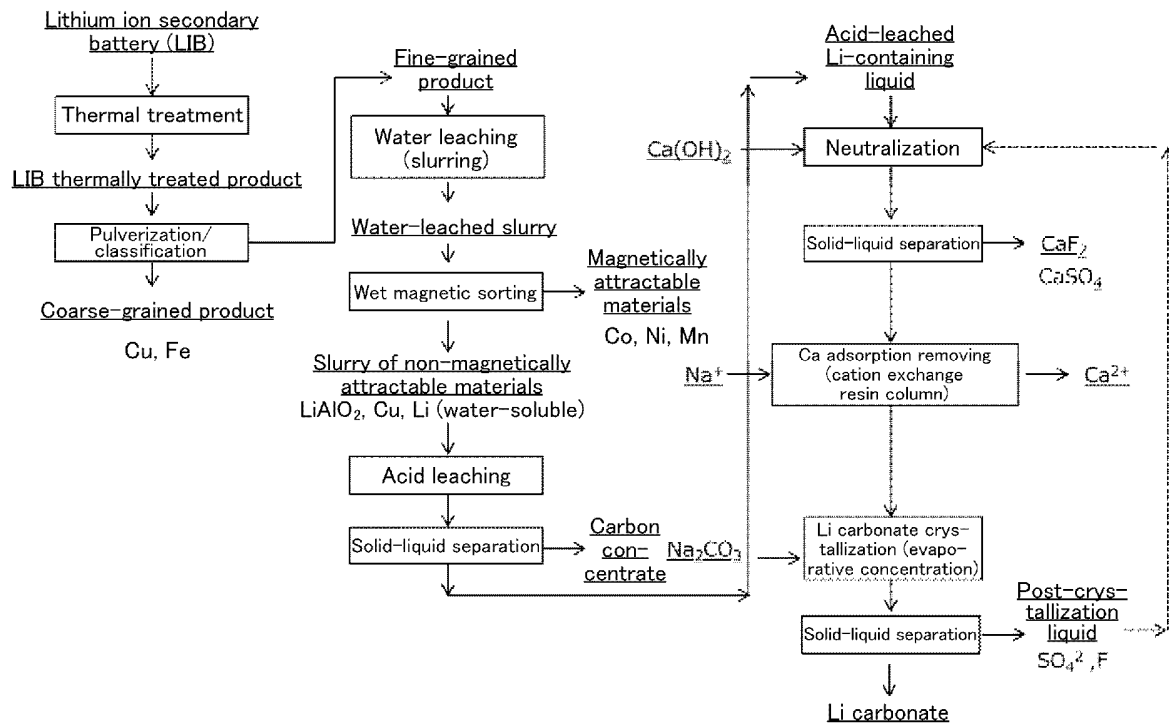 Lithium ion secondary
battery (LIB)
Thermal treatment
LIB thermally treated product
Pulverization/
classification
Coarse-grained product
Cu, Fe
Fine-grained
product
Water leaching
(slurring)
Water-leached slurry
Wet magnetic sorting
Magnetically
attractable
materials
Co, Ni, Mn
Slurry of non-magnetically
attractable materials
LiAlO₂, Cu, Li (water-soluble)
Acid leaching
Solid-liquid separation
Carbon
con-
centrate
Acid-leached
Li-containing
liquid
Ca(OH)₂
Neutralization
Solid-liquid separation
CaF₂
CaSO₄
Na⁺
Ca adsorption removing
(cation exchange
resin column)
Ca²⁺
Na₂CO₃
Li carbonate crys-
tallization (evapo-
rative concentration)
Solid-liquid separation
Post-crys-
tallization
liquid
SO₄² ,F
Li carbonate